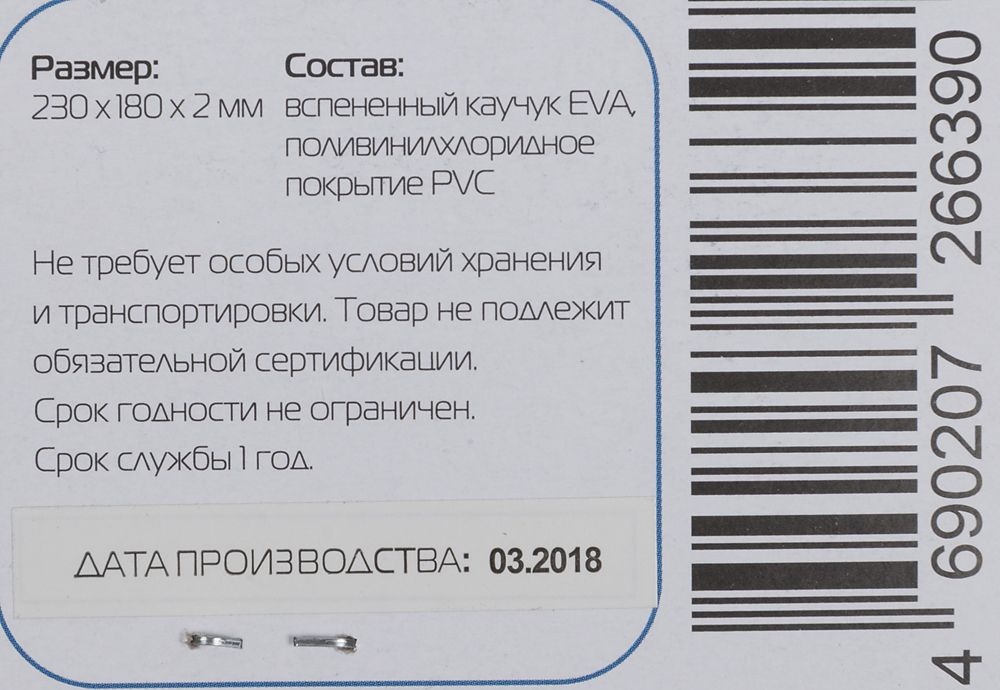 Размер:
230 x 180 x 2 мм
Состав:
вспененный каучук EVA,
поливинилхлоридное
покрытие PVC
Не требует особых условий хранения
и транспортировки. Товар не подлежит
обязательной сертификации.
Срок годности не ограничен.
Срок службы 1 год.
ДАТА ПРОИЗВОДСТВА: 03.2018
4 690207 266390